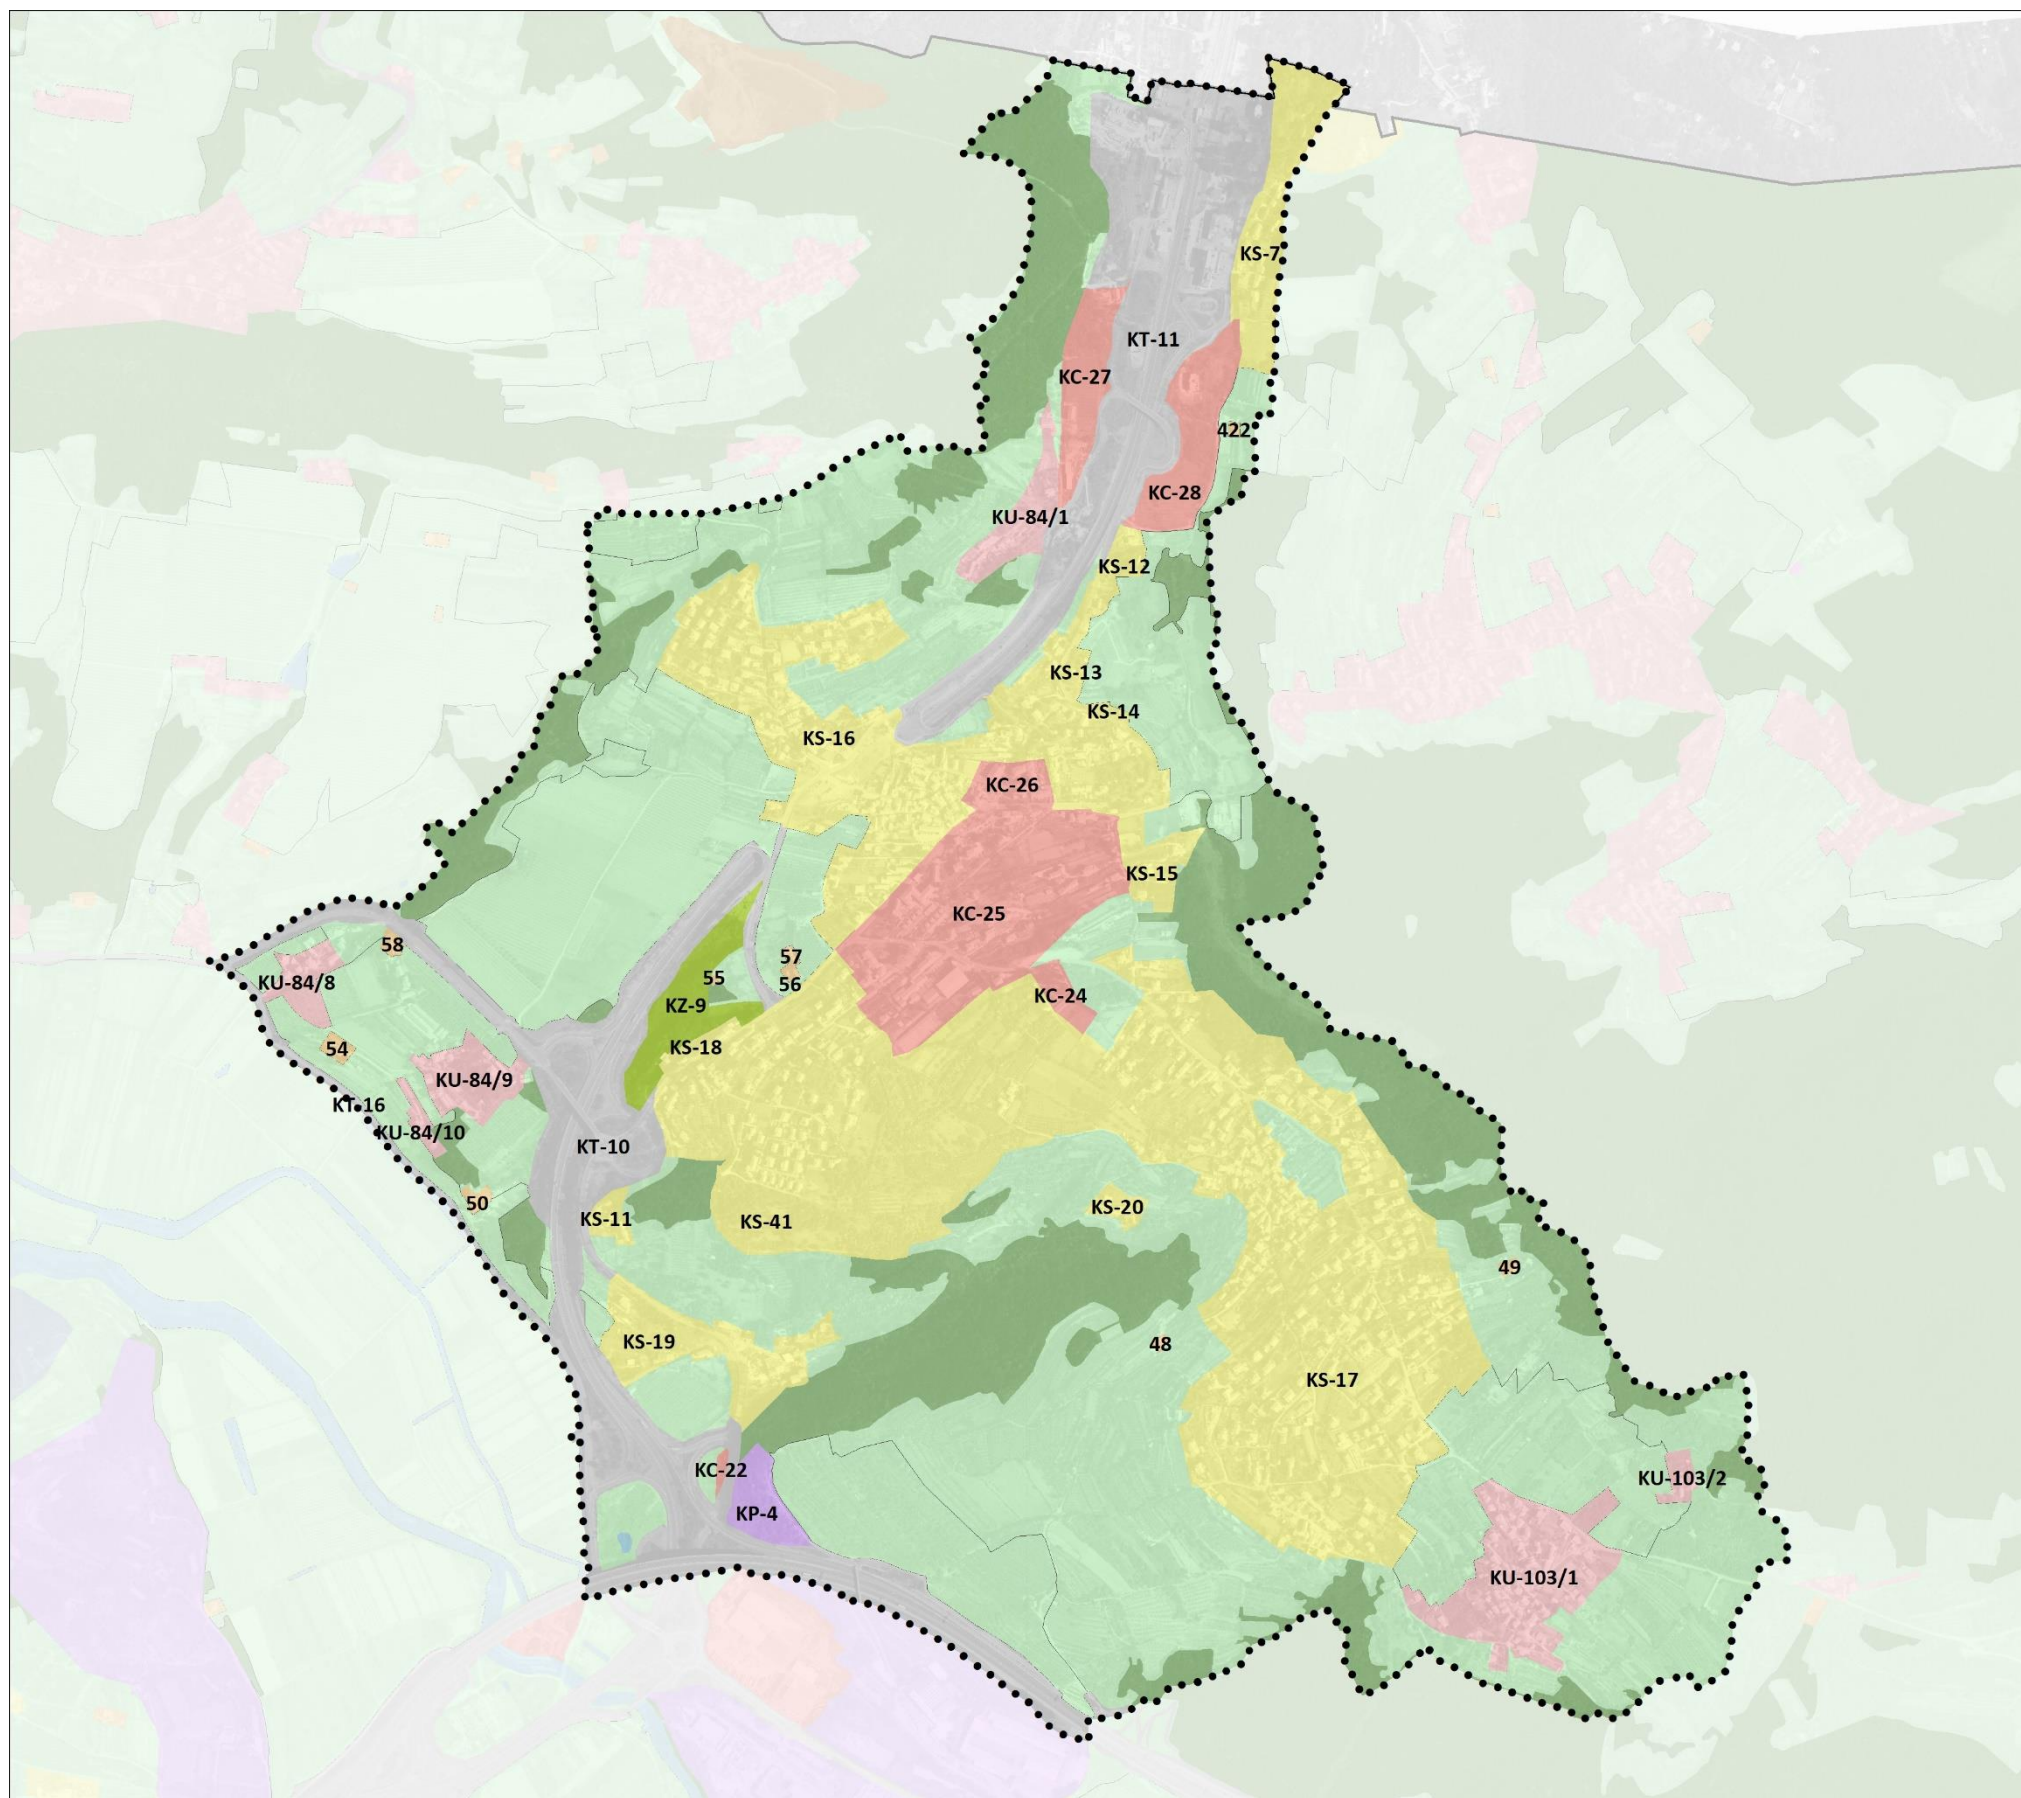 KS-7
KT-11
KC-27
422
KC-28
KU-84/1
KS-12
KS-13
KS-14
KS-16
KC-26
KS-15
KC-25
58
57
55
56
KU-84/8
KC-24
KZ-9
54
KS-18
KU-84/9
KT-16
KU-84/10
KT-10
50
KS-20
KS-11
KS-41
49
KS-19
48
KS-17
KC-22
KU-103/2
KP-4
KU-103/1